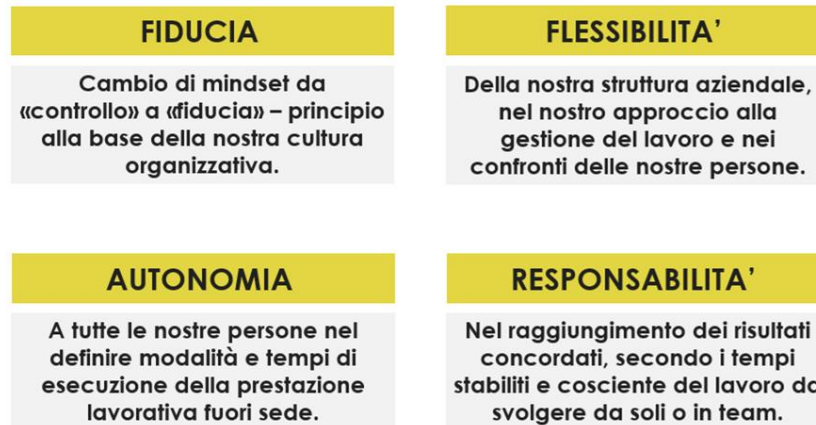 FIDUCIA
Cambio di mindset da
«controllo» a «fiducia» – principio
alla base della nostra cultura
organizzativa.
FLESSIBILITA’
Della nostra struttura aziendale,
nel nostro approccio alla
gestione del lavoro e nei
confronti delle nostre persone.
AUTONOMIA
A tutte le nostre persone nel
definire modalità e tempi di
esecuzione della prestazione
lavorativa fuori sede.
RESPONSABILITA’
Nel raggiungimento dei risultati
concordati, secondo i tempi
stabiliti e cosciente del lavoro da
svolgere da soli o in team.